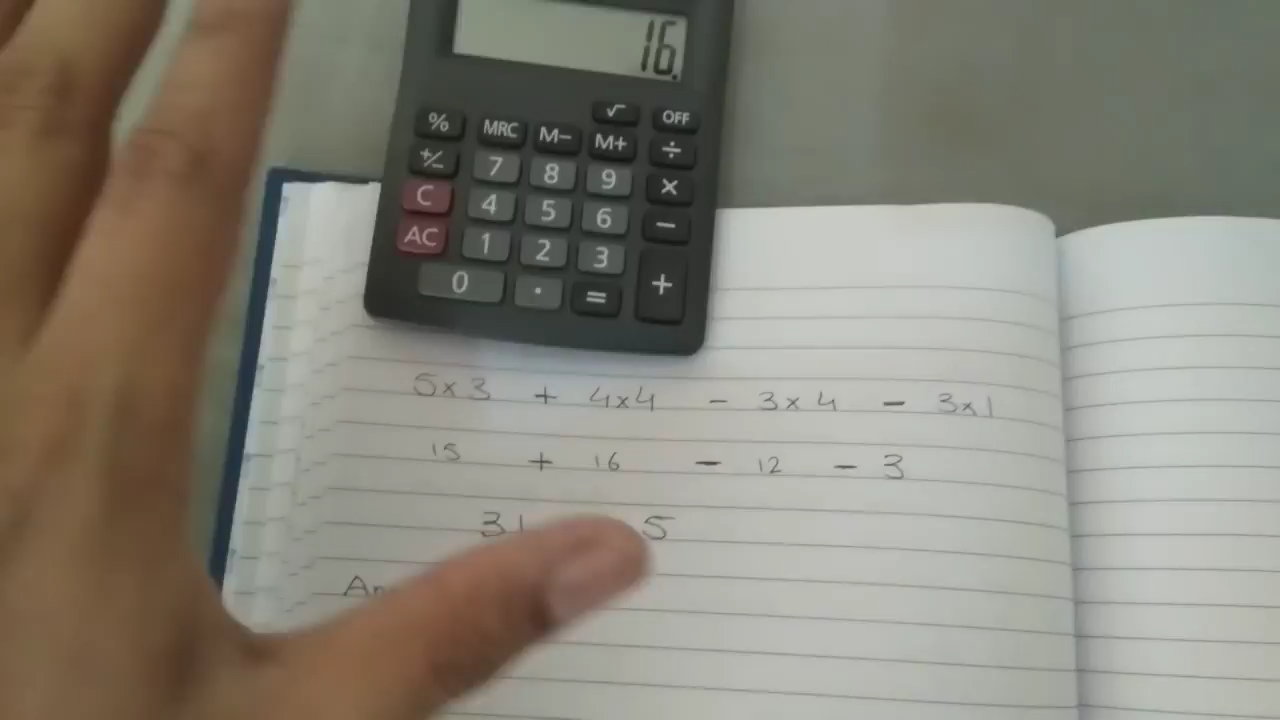 16.
√ OFF
% MRC M− M+ ÷
+/− 7 8 9 ×
C 4 5 6 −
AC 1 2 3 +
0 . =
5x3 + 4x4 - 3x4 - 3x1
15 + 16 - 12 - 3
31 5